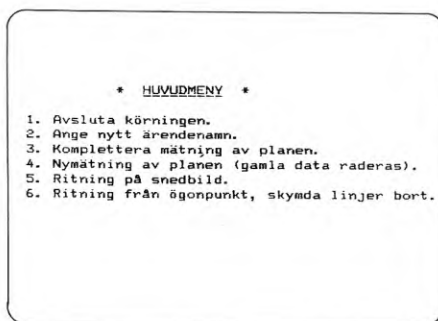 * HUVUDMENY *
1. Avsluta körningen.
2. Ange nytt ärendenamn.
3. Komplettera mätning av planen.
4. Nymätning av planen (gamla data raderas).
5. Ritning på snedbild.
6. Ritning från ögonpunkt, skymda linjer bort.